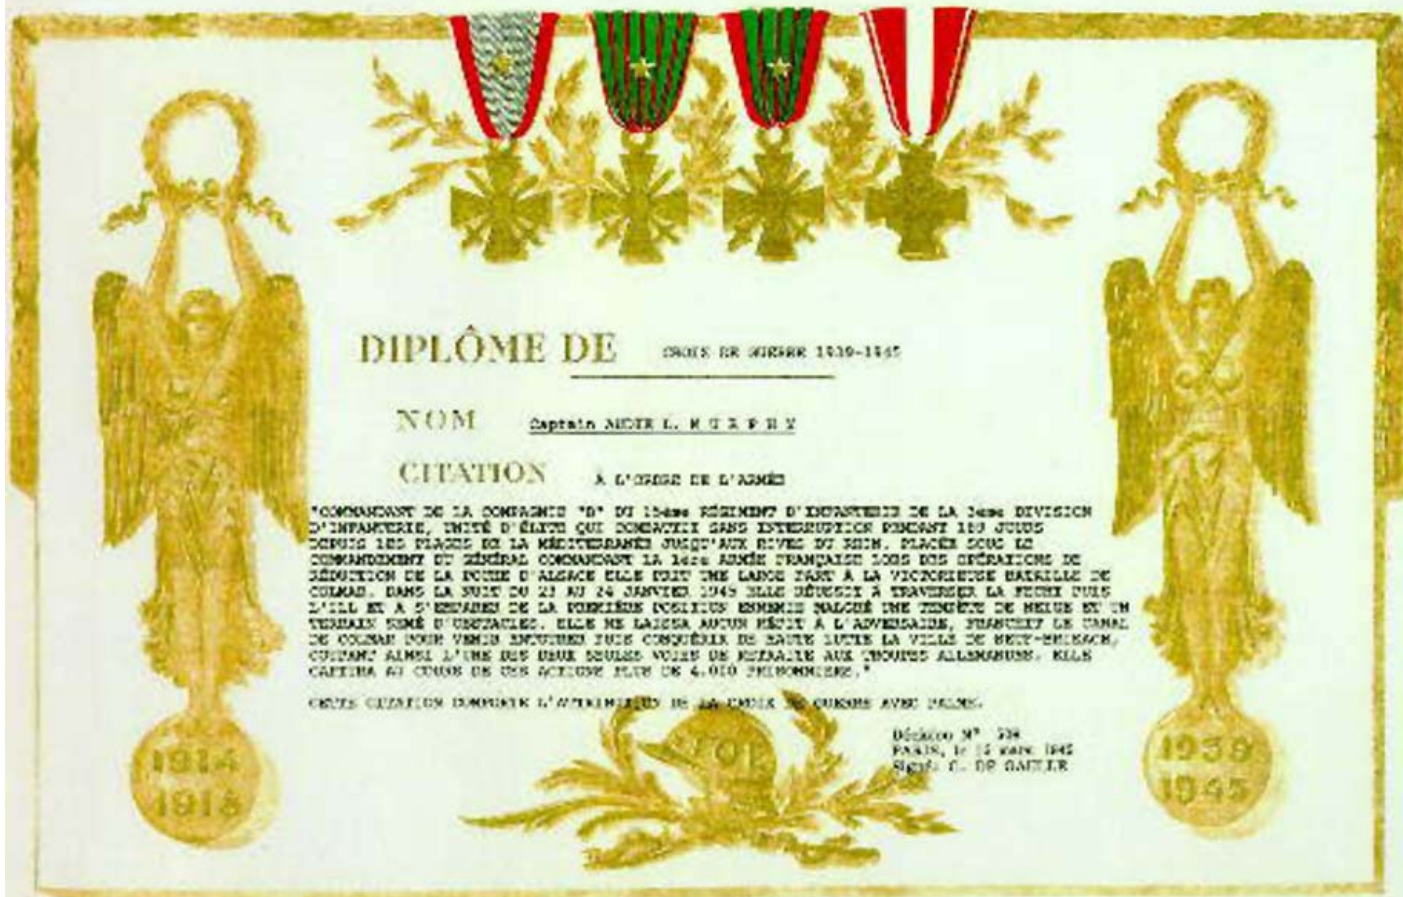 DIPLÔME DE CROIX DE GUERRE 1939-1945
NOM Captain AUDIE L. M U R P H Y
CITATION A L'ORDRE DE L'ARMÉE
"COMMANDANT DE LA COMPAGNIE "B" DU 15ème RÉGIMENT D'INFANTERIE DE LA 3ème DIVISION
D'INFANTERIE, UNITÉ D'ÉLITE QUI COMBATTIT SANS INTERRUPTION PENDANT JOURS
DEPUIS LES PLAGES DE LA MÉDITERRANÉE JUSQU'AUX RIVES DU RHIN. PLACÉE SOUS LE
COMMANDEMENT DU GÉNÉRAL COMMANDANT LA 1ère ARMÉE FRANÇAISE LORS DES OPÉRATIONS DE
RÉDUCTION DE LA POCHE D'ALSACE ELLE PRIT UNE LARGE PART A LA VICTORIEUSE BATAILLE DE
COLMAR. DANS LA NUIT DU 23 AU 24 JANVIER 1945 ELLE RÉUSSIT A TRAVERSER LA FECHT PUIS
L'ILL ET A S'EMPARER DE LA PREMIÈRE POSITION ENNEMIE MALGRÉ UNE TEMPÊTE DE NEIGE ET UN
TERRAIN SEMÉ D'OBSTACLES. ELLE NE LAISSA AUCUN RÉPIT A L'ADVERSAIRE, FRANCHIT LE CANAL
DE COLMAR POUR VENIR ENTOURER PUIS CONQUÉRIR DE HAUTE LUTTE LA VILLE DE
COUPANT AINSI L'UNE DES DEUX SEULES VOIES DE RETRAITE AUX TROUPES ALLEMANDES. ELLE
CAPTURA AU COURS DE CES ACTIONS PLUS DE 4.000 PRISONNIERS."
CETTE CITATION COMPORTE L'ATTRIBUTION DE LA CROIX DE GUERRE AVEC PALME.
Décision N°
PARIS, le mars 1945
Signé: C. DE GAULLE
1914
1918
1939
1945